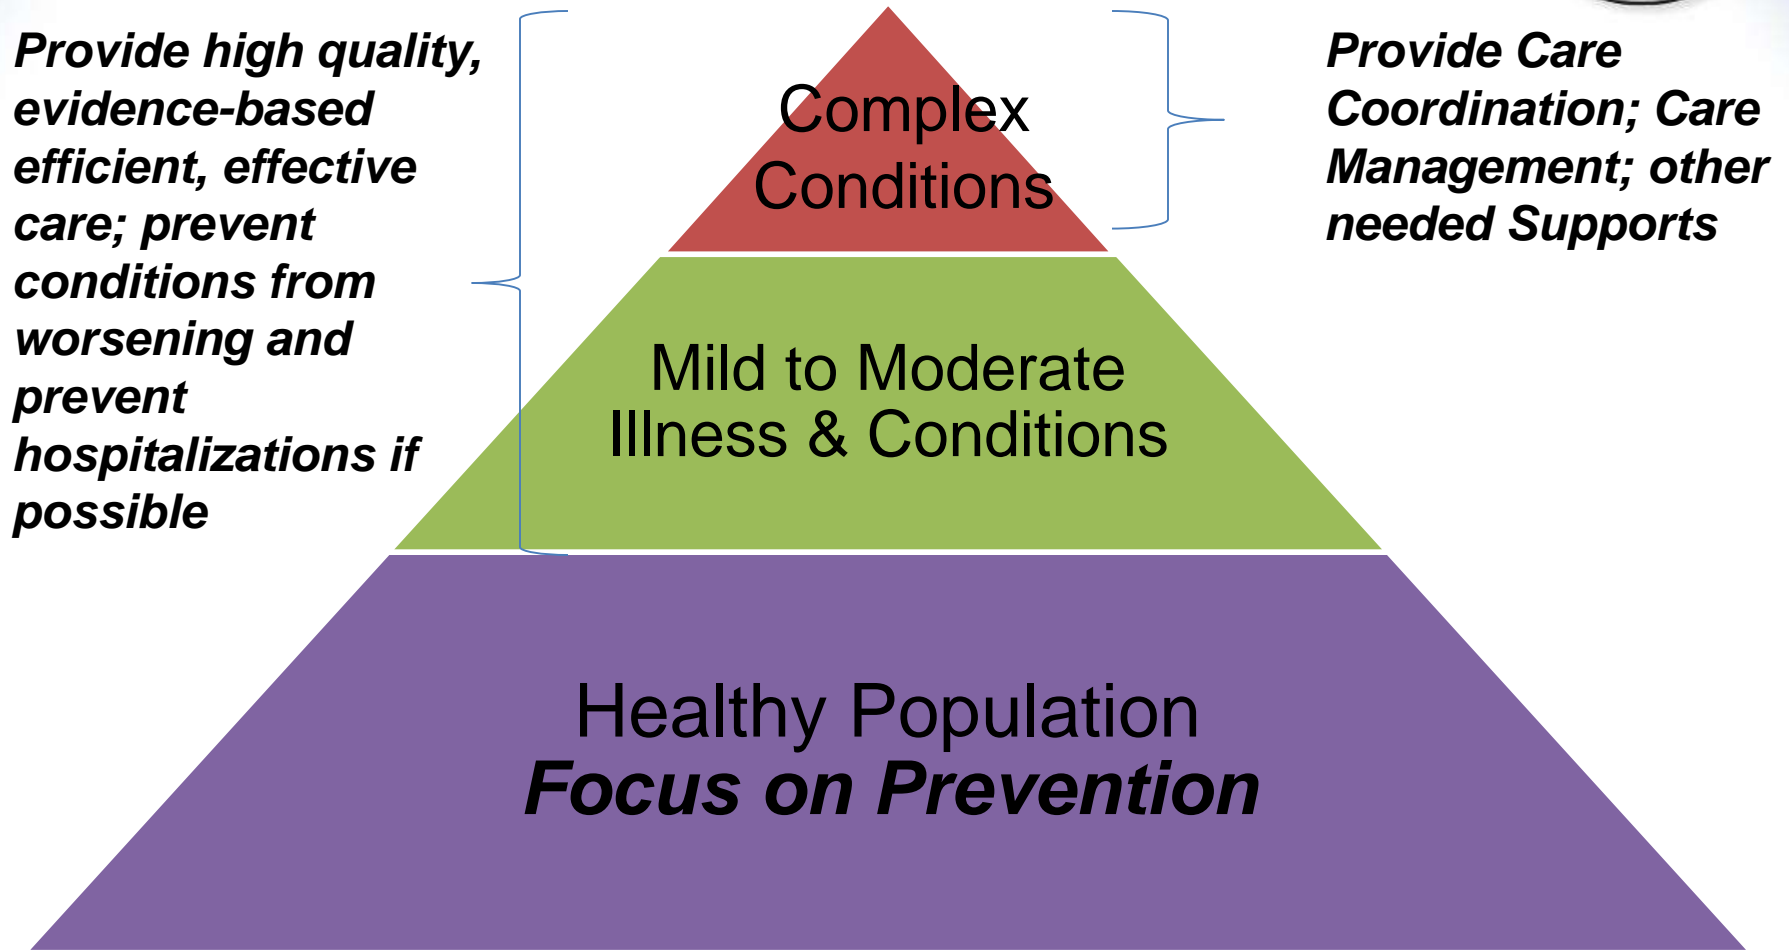 Provide high quality,
evidence-based
efficient, effective
care; prevent
conditions from
worsening and
prevent
hospitalizations if
possible
Complex
Conditions
Provide Care
Coordination; Care
Management; other
needed Supports
Mild to Moderate
Illness & Conditions
Healthy Population
Focus on Prevention